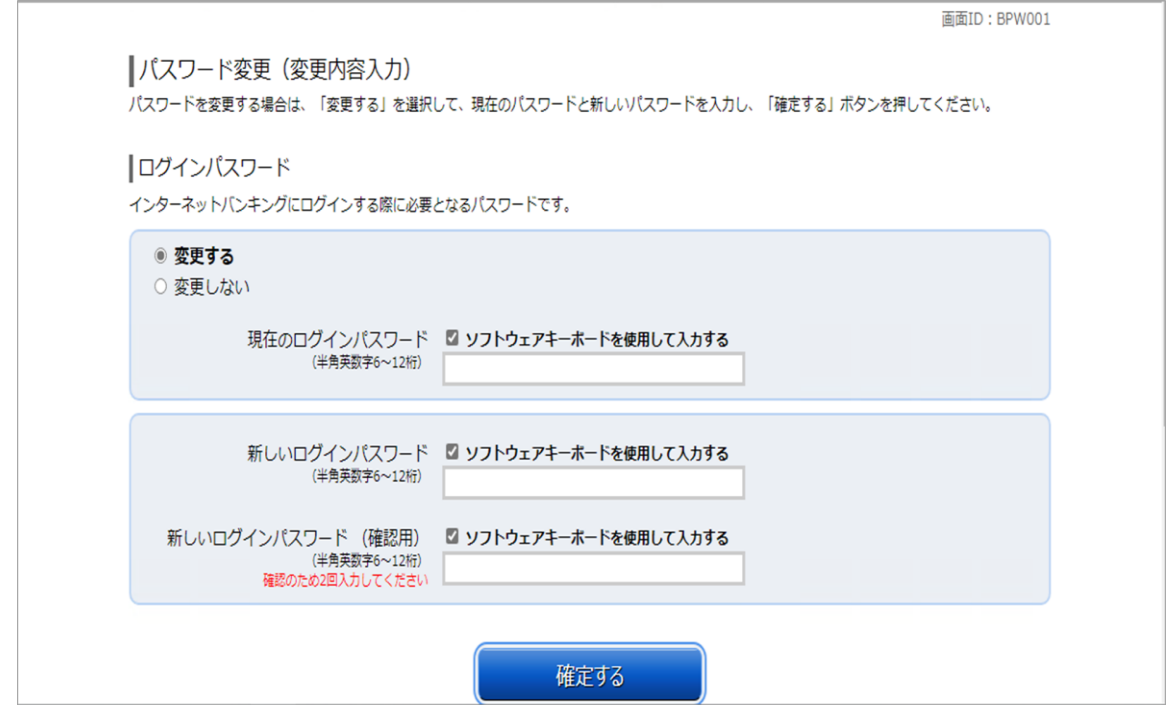 画面ID：BPW001
パスワード変更（変更内容入力）
パスワードを変更する場合は、「変更する」を選択して、現在のパスワードと新しいパスワードを入力し、「確定する」ボタンを押してください。
ログインパスワード
インターネットバンキングにログインする際に必要となるパスワードです。
変更する
変更しない
現在のログインパスワード ソフトウェアキーボードを使用して入力する
（半角英数字6～12桁）
新しいログインパスワード ソフトウェアキーボードを使用して入力する
（半角英数字6～12桁）
新しいログインパスワード （確認用） ソフトウェアキーボードを使用して入力する
（半角英数字6～12桁）
確認のため2回入力してください
確定する